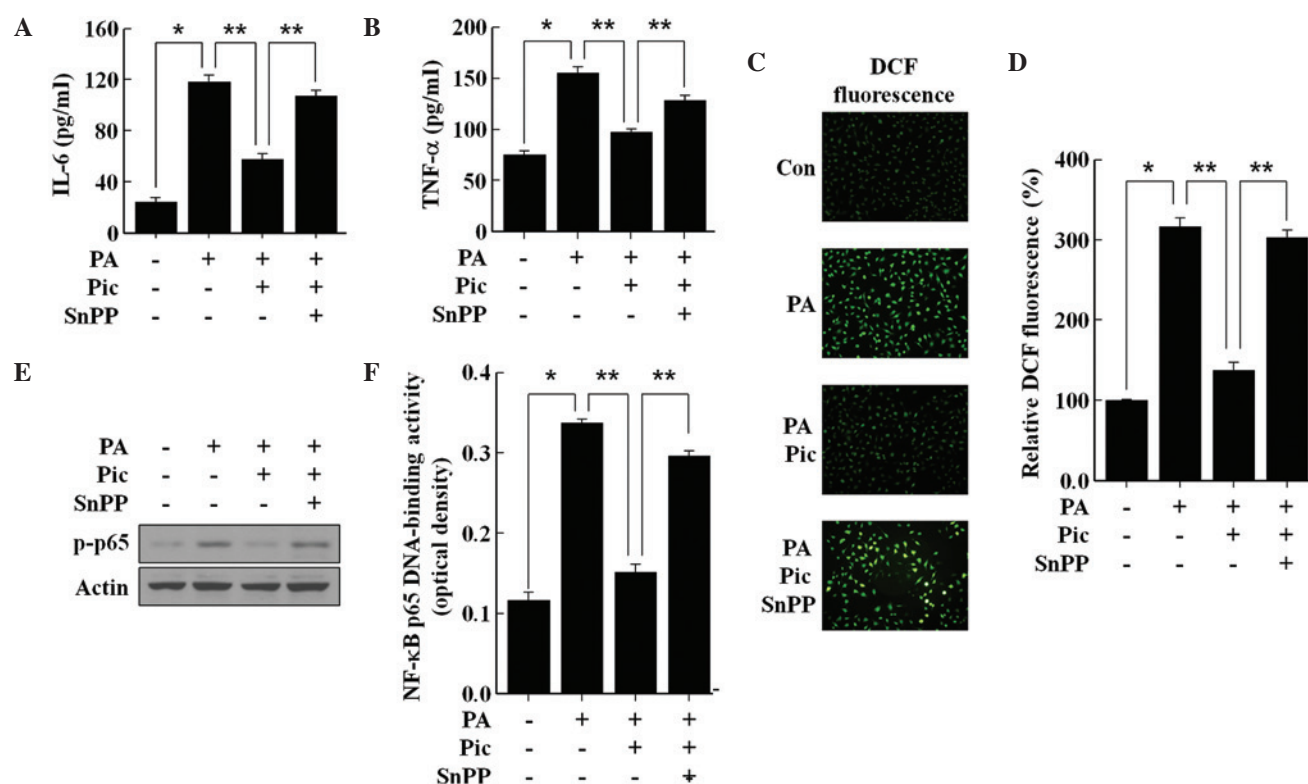 A
IL-6 (pg/ml)
160
120
80
40
0
* ** **
PA - + + +
Pic - - + +
SnPP - - - +
B
TNF-α (pg/ml)
200
150
100
50
0
* ** **
PA - + + +
Pic - - + +
SnPP - - - +
C
DCF
fluorescence
Con
PA
PA
Pic
PA
Pic
SnPP
D
Relative DCF fluorescence (%)
400
300
200
100
0.0
* ** **
PA - + + +
Pic - - + +
SnPP - - - +
E
PA - + + +
Pic - - + +
SnPP - - - +
p-p65
Actin
F
NF-κB p65 DNA-binding activity
(optical density)
0.4
0.3
0.2
0.1
0.0
* ** **
-
PA - + + +
Pic - - + +
SnPP - - - +